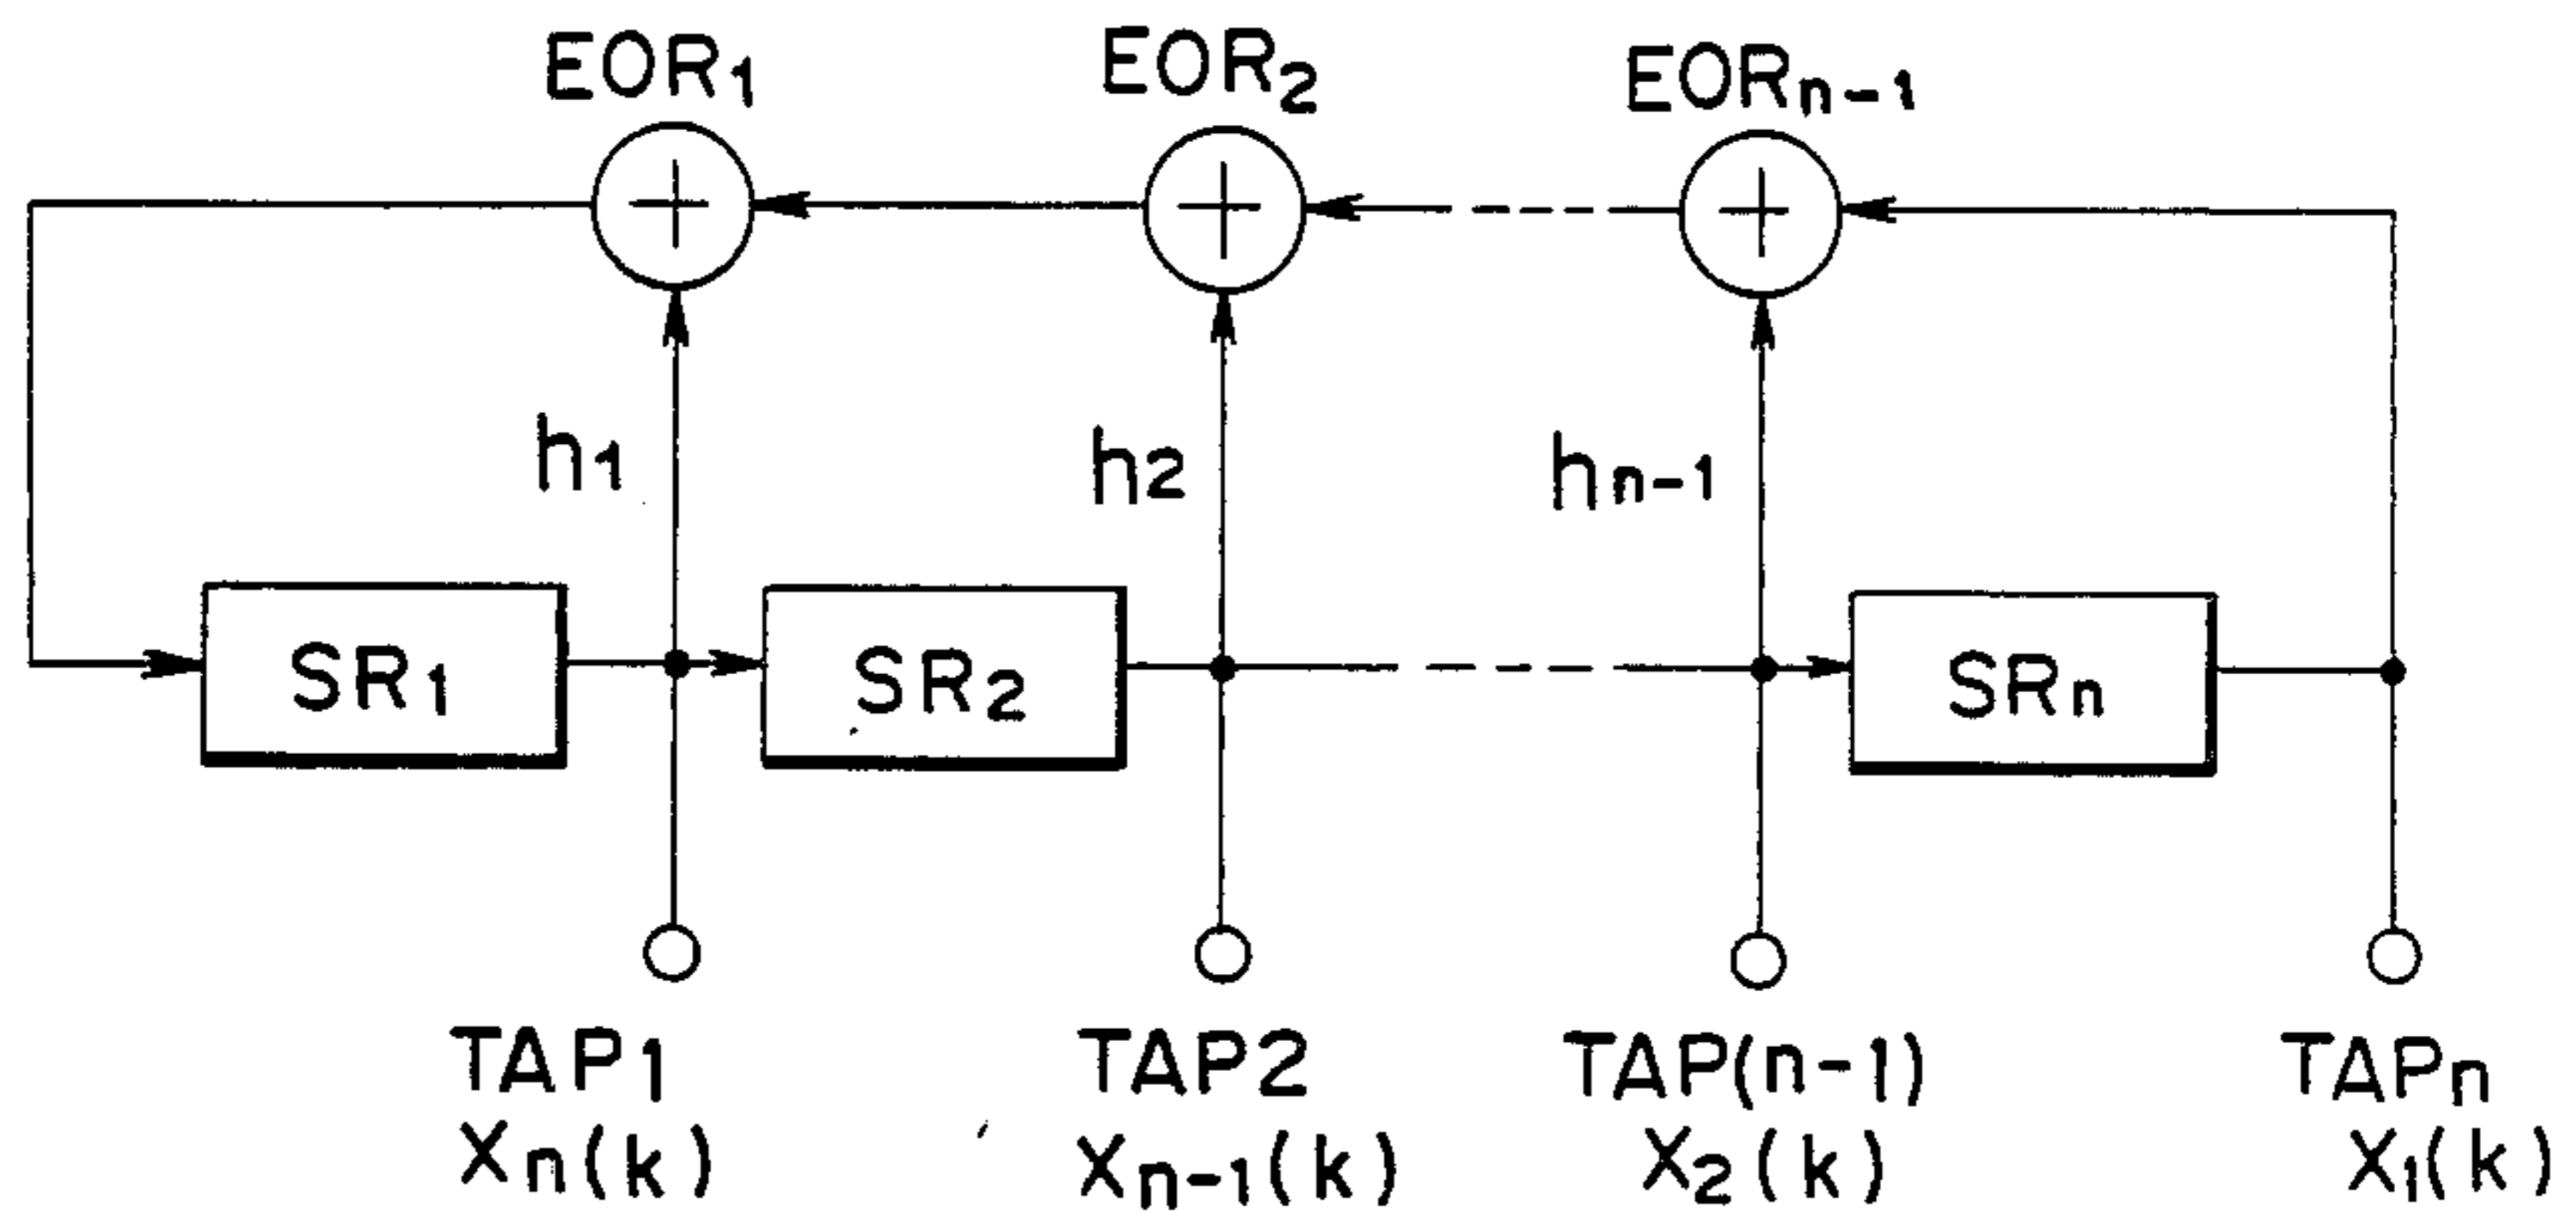 EOR1 EOR2 EORn-1
h1 h2 hn-1
SR1 SR2 SRn
TAP1 TAP2 TAP(n-1) TAPn
Xn(k) Xn-1(k) X2(k) X1(k)